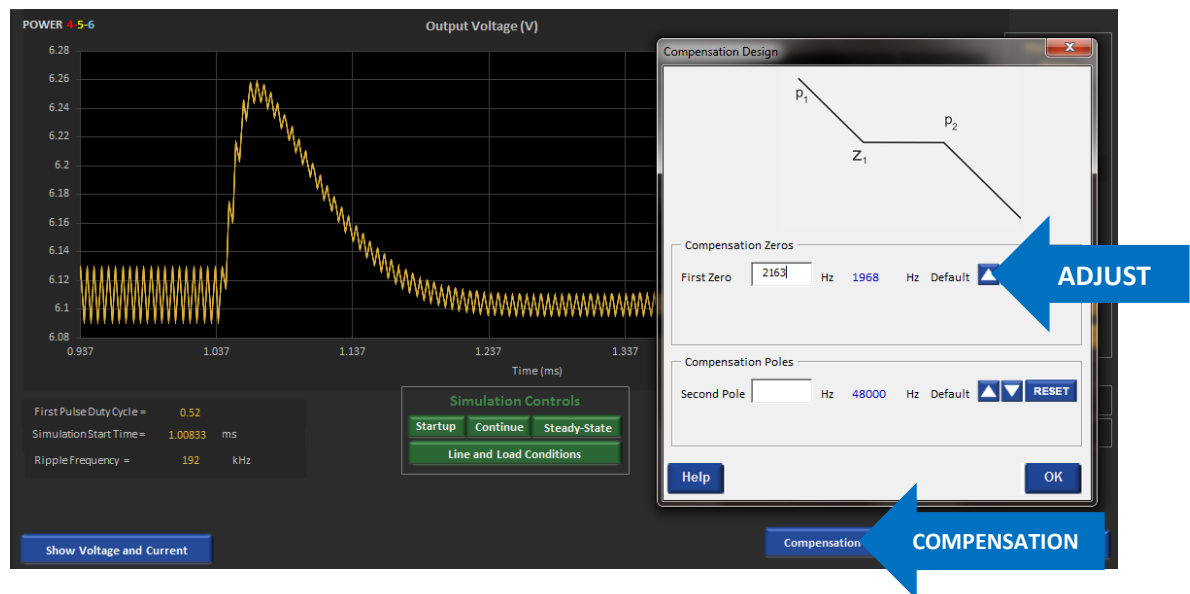 POWER 4-5-6
Output Voltage (V)
6.28
6.26
6.24
6.22
6.2
6.18
6.16
6.14
6.12
6.1
6.08
0.937 1.037 1.137 1.237 1.337
Time (ms)
First Pulse Duty Cycle = 0.52
Simulation Start Time = 1.00833 ms
Ripple Frequency = 192 kHz
Simulation Controls
Startup Continue Steady-State
Line and Load Conditions
Show Voltage and Current
Compensation
COMPENSATION
Compensation Design
x
p1
p2
Z1
Compensation Zeros
First Zero 2163 Hz 1968 Hz Default
ADJUST
Compensation Poles
Second Pole Hz 48000 Hz Default RESET
Help OK